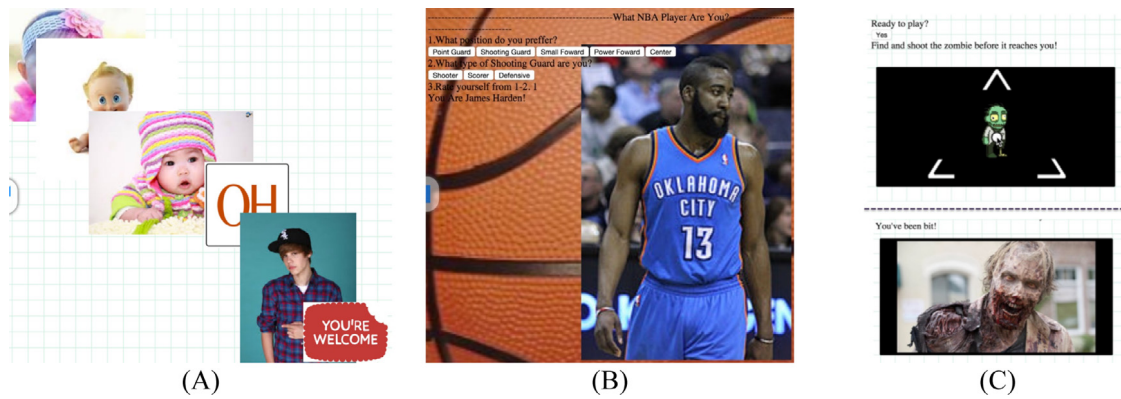 OH
YOU'RE
WELCOME
(A)
------------------------------What NBA Player Are You?------------------------------
1,What position do you preffer?
Point Guard Shooting Guard Small Foward Power Foward Center
2.What type of Shooting Guard are you?
Shooter Scorer Defensive
3.Rate yourself from 1-2. 1
You Are James Harden!
OKLAHOMA
CITY
13
(B)
Ready to play?
Yes
Find and shoot the zombie before it reaches you!
You've been bit!
(C)